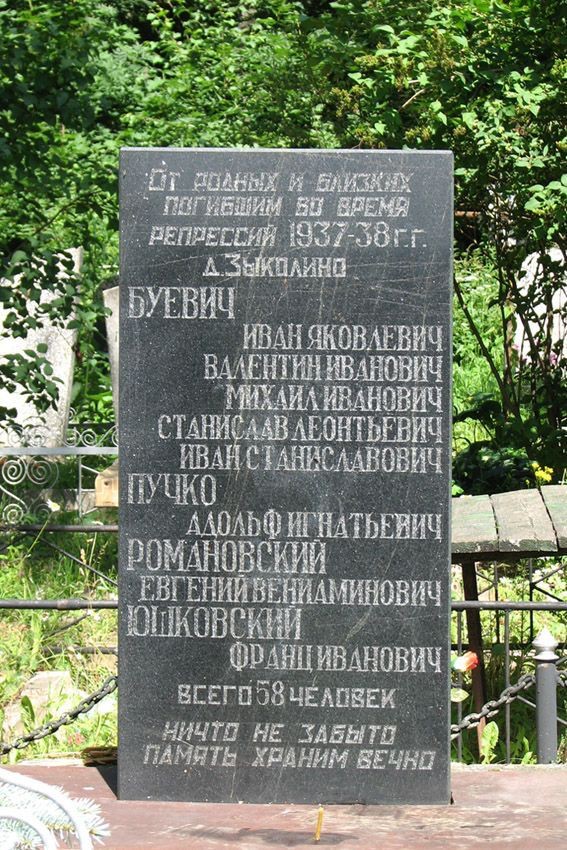 От родных и близких
погибшим во время
репрессий 1937-38 г.г.
д. Зыколино
БУЕВИЧ
ИВАН ЯКОВЛЕВИЧ
ВАЛЕНТИН ИВАНОВИЧ
МИХАИЛ ИВАНОВИЧ
СТАНИСЛАВ ЛЕОНТЬЕВИЧ
ИВАН СТАНИСЛАВОВИЧ
ПУЧКО
АДОЛЬФ ИГНАТЬЕВИЧ
РОМАНОВСКИЙ
ЕВГЕНИЙ ВЕНИАМИНОВИЧ
ЮШКОВСКИЙ
ФРАНЦ ИВАНОВИЧ
ВСЕГО 58 ЧЕЛОВЕК
НИЧТО НЕ ЗАБЫТО
ПАМЯТЬ ХРАНИМ ВЕЧНО